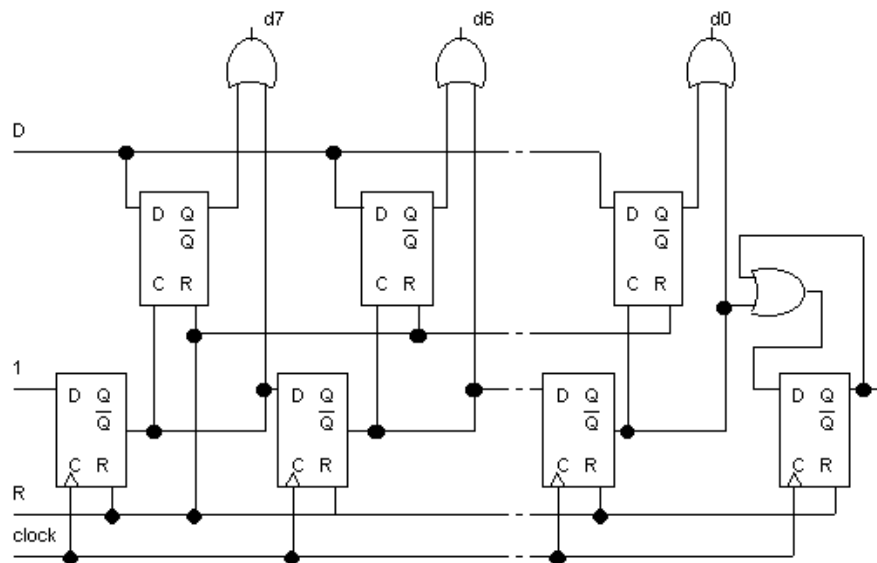 d7 d6 d0
D
D Q D Q D Q
Q Q Q
C R C R C R
1
D Q D Q D Q D Q
Q Q Q Q
C R C R C R C R
R
clock